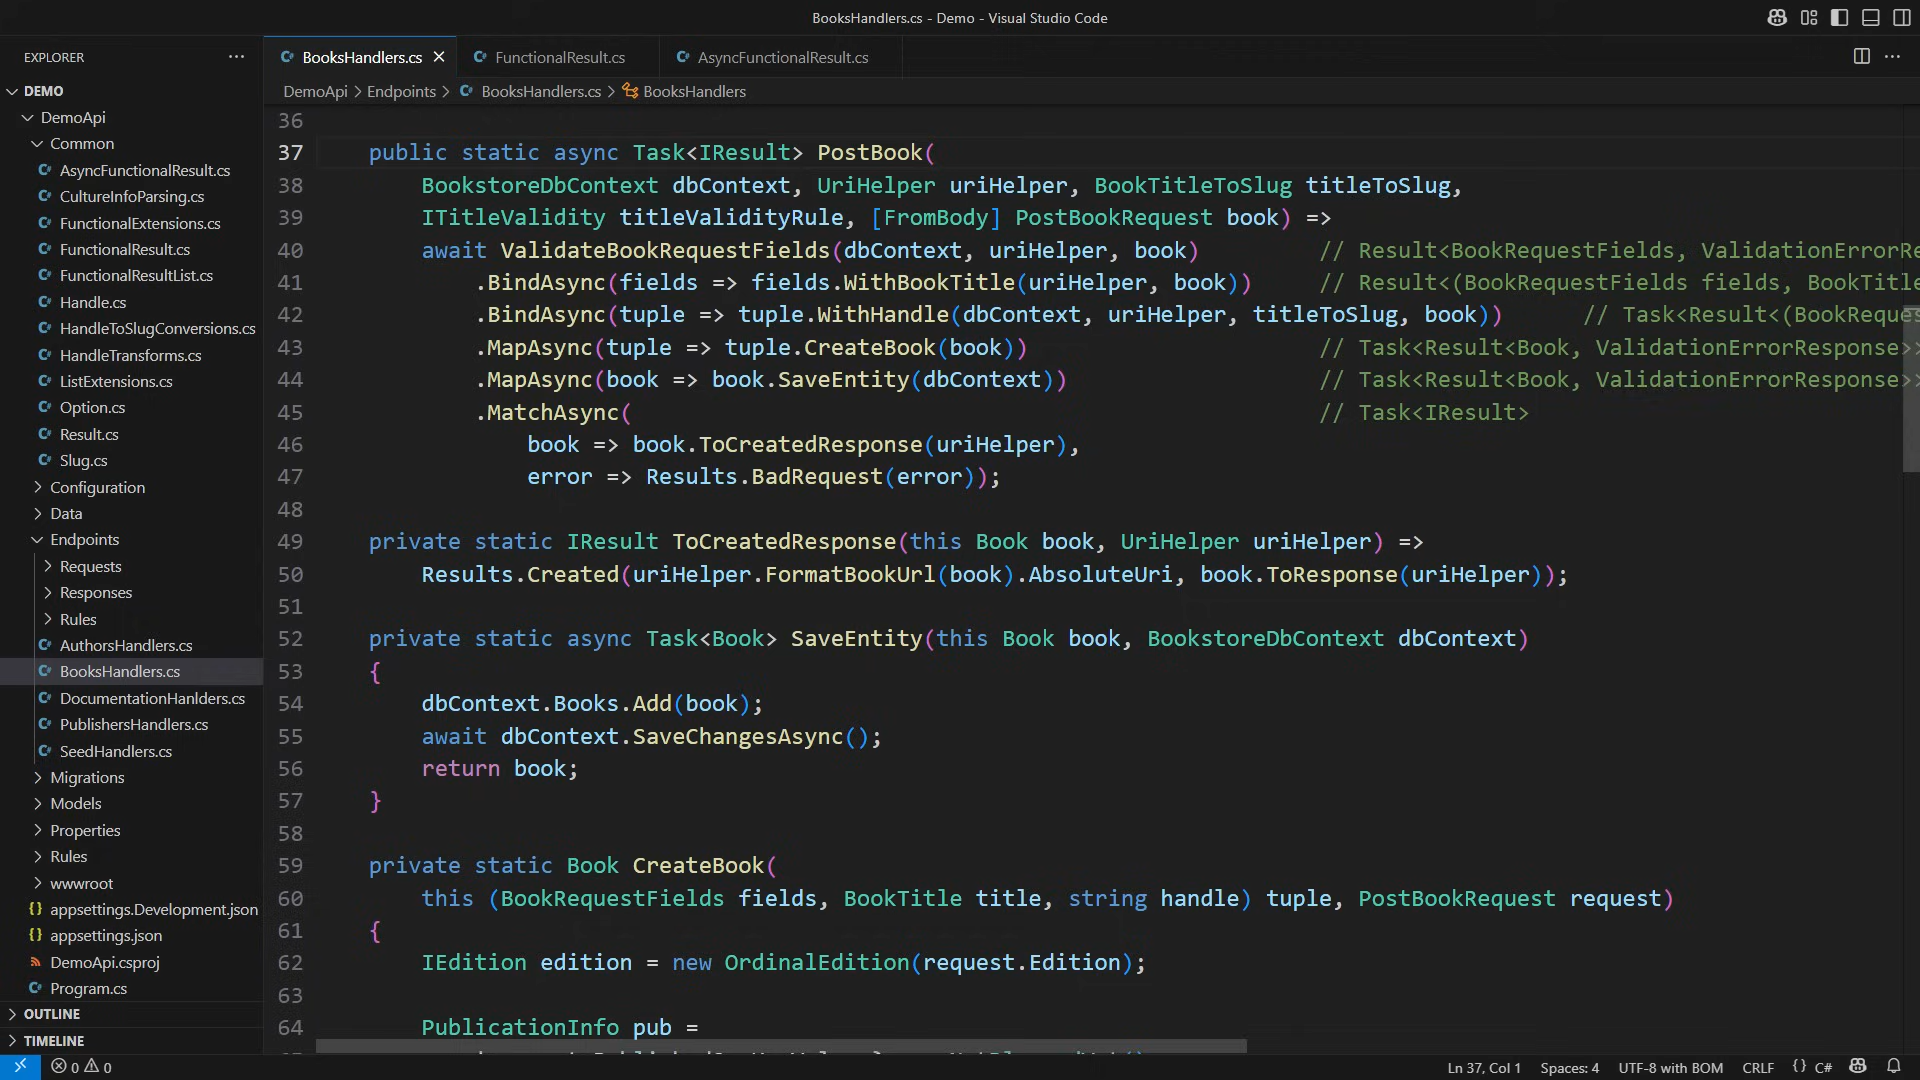 BooksHandlers.cs - Demo - Visual Studio Code
EXPLORER
DEMO
DemoApi
Common
AsyncFunctionalResult.cs
CultureInfoParsing.cs
FunctionalExtensions.cs
FunctionalResult.cs
FunctionalResultList.cs
Handle.cs
HandleToSlugConversions.cs
HandleTransforms.cs
ListExtensions.cs
Option.cs
Result.cs
Slug.cs
Configuration
Data
Endpoints
Requests
Responses
Rules
AuthorsHandlers.cs
BooksHandlers.cs
DocumentationHanlders.cs
PublishersHandlers.cs
SeedHandlers.cs
Migrations
Models
Properties
Rules
wwwroot
{} appsettings.Development.json
{} appsettings.json
DemoApi.csproj
Program.cs
OUTLINE
TIMELINE
BooksHandlers.cs FunctionalResult.cs AsyncFunctionalResult.cs
DemoApi > Endpoints > BooksHandlers.cs > BooksHandlers
36
37 public static async Task<IResult> PostBook(
38 BookstoreDbContext dbContext, UriHelper uriHelper, BookTitleToSlug titleToSlug,
39 ITitleValidity titleValidityRule, [FromBody] PostBookRequest book) =>
40 await ValidateBookRequestFields(dbContext, uriHelper, book) // Result<BookRequestFields, ValidationErrorRe
41 .BindAsync(fields => fields.WithBookTitle(uriHelper, book)) // Result<(BookRequestFields fields, BookTitle
42 .BindAsync(tuple => tuple.WithHandle(dbContext, uriHelper, titleToSlug, book)) // Task<Result<(BookReques
43 .MapAsync(tuple => tuple.CreateBook(book)) // Task<Result<Book, ValidationErrorResponse>>
44 .MapAsync(book => book.SaveEntity(dbContext)) // Task<Result<Book, ValidationErrorResponse>>
45 .MatchAsync( // Task<IResult>
46 book => book.ToCreatedResponse(uriHelper),
47 error => Results.BadRequest(error));
48
49 private static IResult ToCreatedResponse(this Book book, UriHelper uriHelper) =>
50 Results.Created(uriHelper.FormatBookUrl(book).AbsoluteUri, book.ToResponse(uriHelper));
51
52 private static async Task<Book> SaveEntity(this Book book, BookstoreDbContext dbContext)
53 {
54 dbContext.Books.Add(book);
55 await dbContext.SaveChangesAsync();
56 return book;
57 }
58
59 private static Book CreateBook(
60 this (BookRequestFields fields, BookTitle title, string handle) tuple, PostBookRequest request)
61 {
62 IEdition edition = new OrdinalEdition(request.Edition);
63
64 PublicationInfo pub =
0 0 Ln 37, Col 1 Spaces: 4 UTF-8 with BOM CRLF {} C#